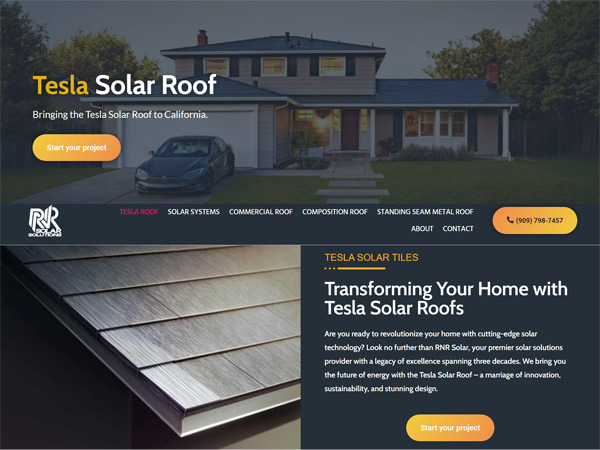 Tesla Solar Roof
Bringing the Tesla Solar Roof to California.
Start your project
RNR
SOLAR
SOLUTIONS
TESLA ROOF SOLAR SYSTEMS COMMERCIAL ROOF COMPOSITION ROOF STANDING SEAM METAL ROOF
ABOUT CONTACT
(909) 798-7457
TESLA SOLAR TILES
Transforming Your Home with
Tesla Solar Roofs
Are you ready to revolutionize your home with cutting-edge solar
technology? Look no further than RNR Solar, your premier solar solutions
provider with a legacy of excellence spanning three decades. We bring you
the future of energy with the Tesla Solar Roof – a marriage of innovation,
sustainability, and stunning design.
Start your project